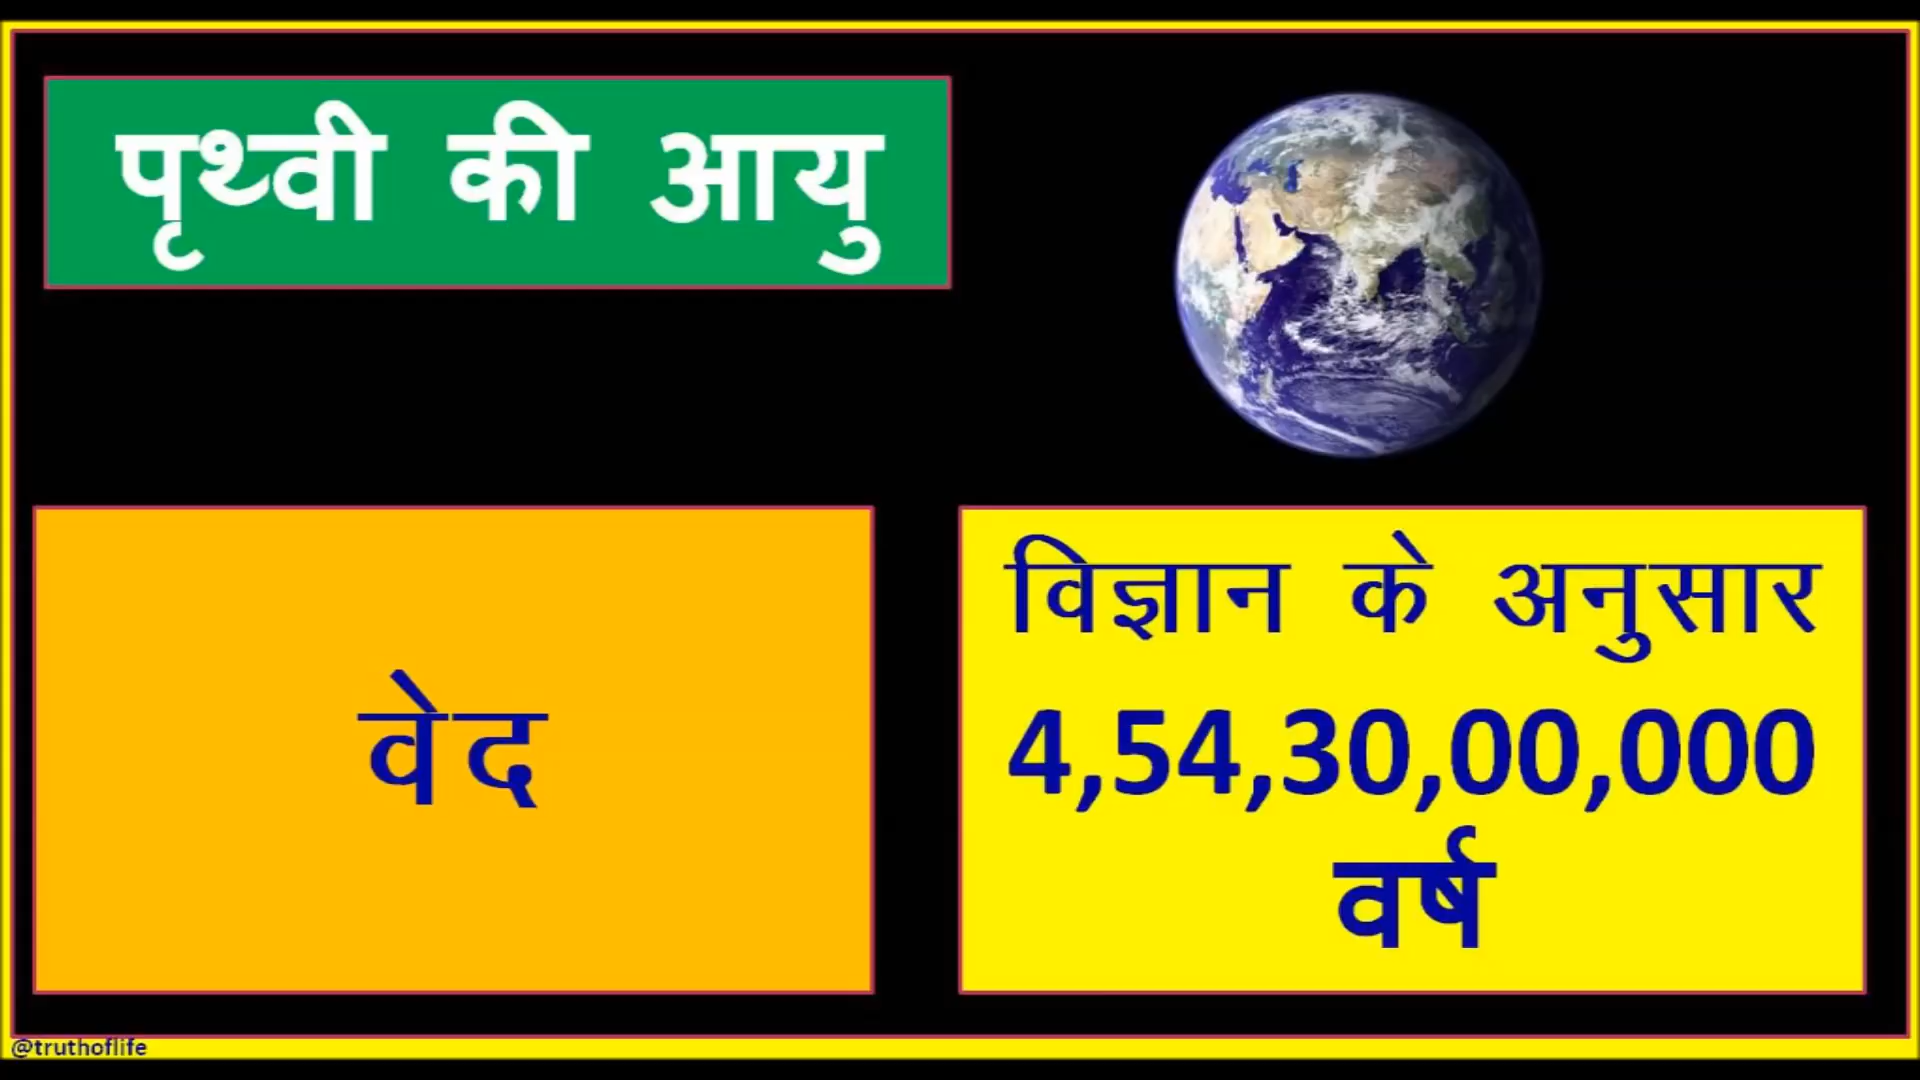 पृथ्वी की आयु
वेद
विज्ञान के अनुसार
4,54,30,00,000
वर्ष
@truthoflife